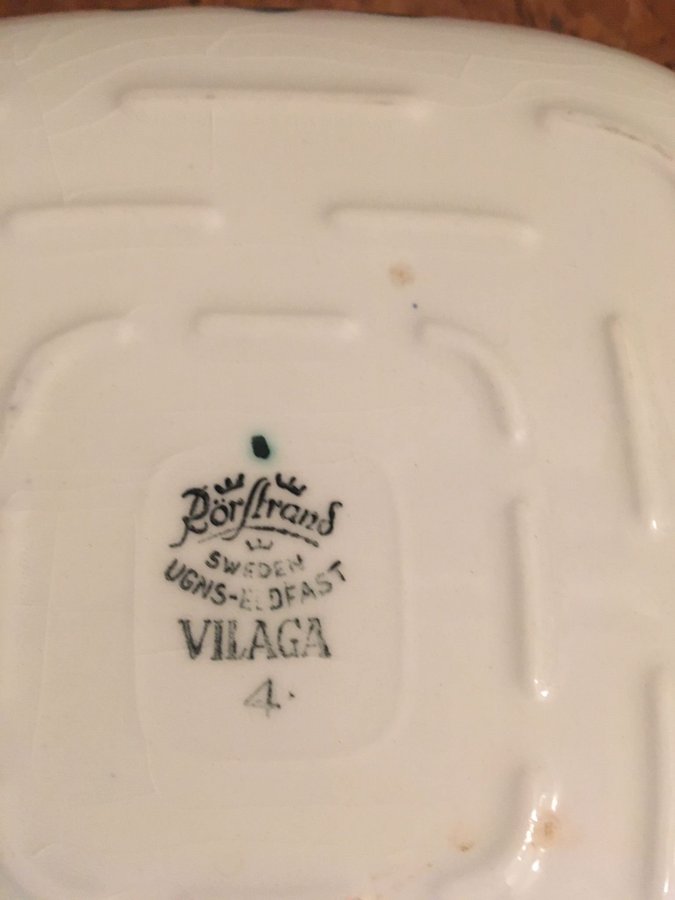 Rörstrand
SWEDEN
UGNS-ELDFAST
VILAGA
4.